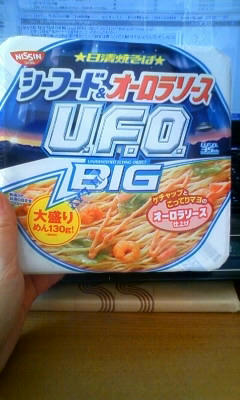 NISSIN
★日清焼そば★
シーフード&オーロラソース
U.F.O.
UNIDENTIFIED FLYING OBJECT
BIG
大盛り
めん130g!
ケチャップと
こってりマヨの
オーロラソース
仕上げ